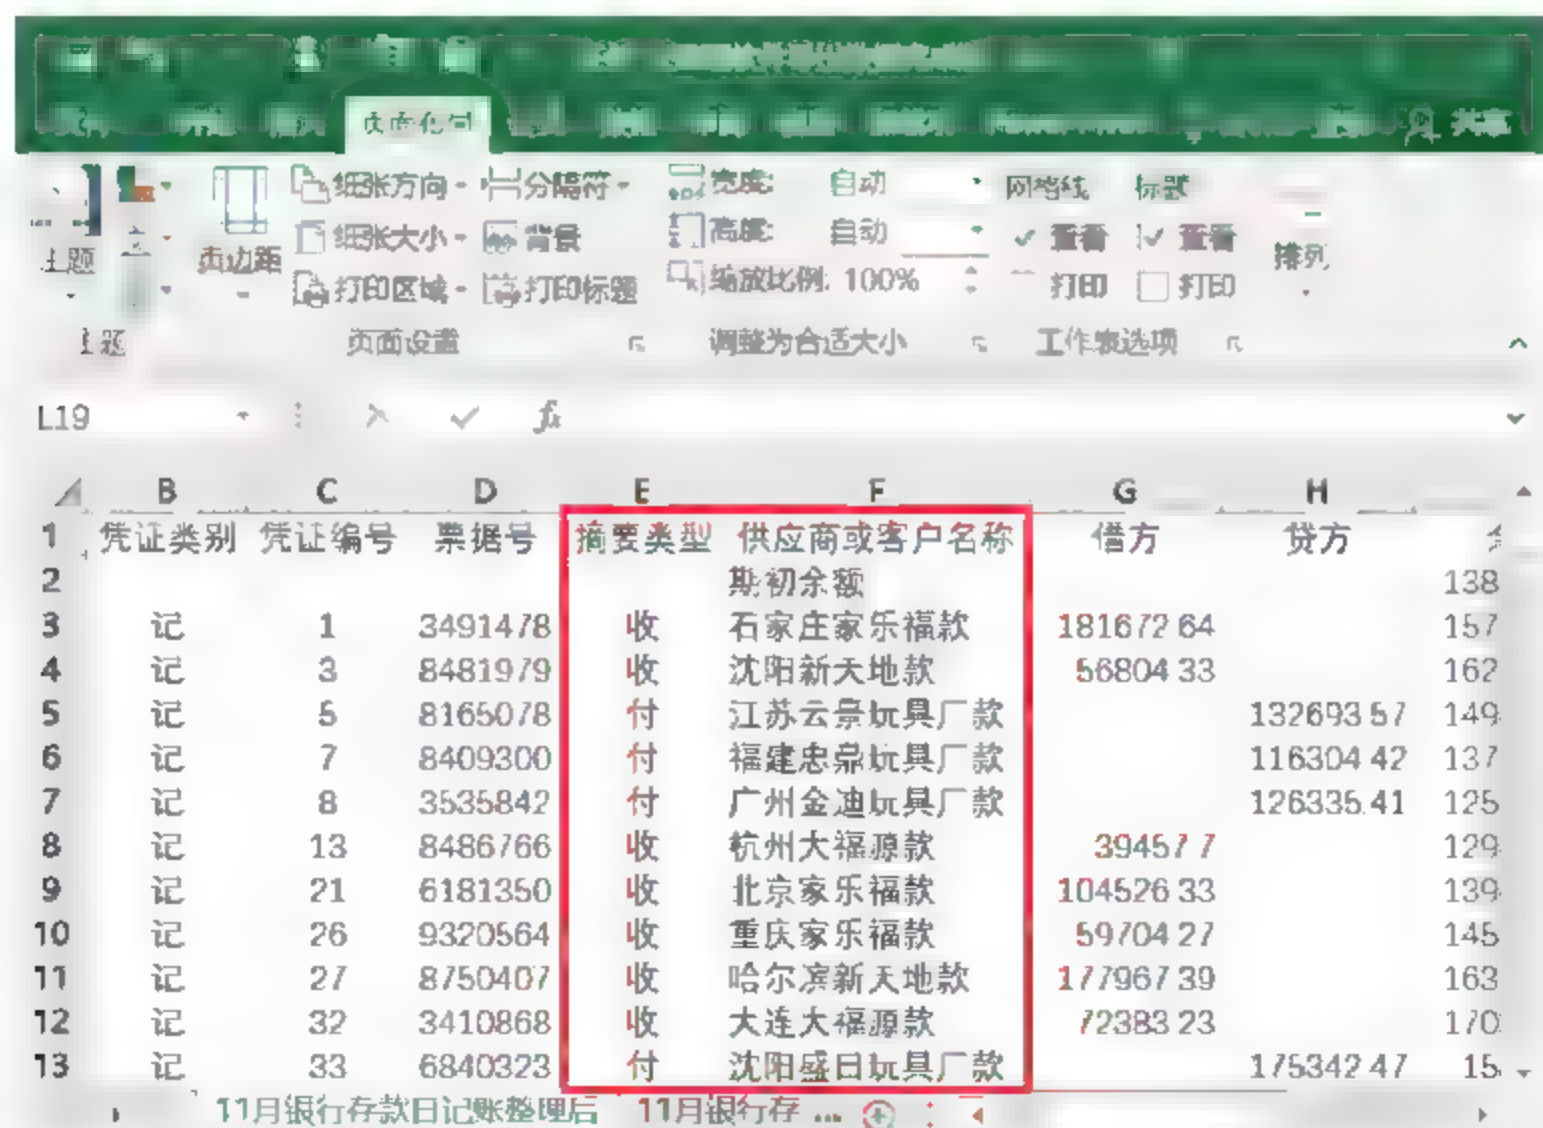 页面布局
共享
纸张方向 分隔符 宽度: 自动 网格线 标题
纸张大小 背景 高度: 自动 查看 查看
主题 页边距 打印区域 打印标题 缩放比例: 100% 打印 打印 排列
主题 页面设置 调整为合适大小 工作表选项
L19 fx
B C D E F G H
1 凭证类别 凭证编号 票据号 摘要类型 供应商或客户名称 借方 贷方
2 期初余额 138
3 记 1 3491478 收 石家庄家乐福款 181672.64 157
4 记 3 8481979 收 沈阳新天地款 56804.33 162
5 记 5 8165078 付 江苏云景玩具厂款 132693.57 149
6 记 7 8409300 付 福建忠鼎玩具厂款 116304.42 137
7 记 8 3535842 付 广州金迪玩具厂款 126335.41 125
8 记 13 8486766 收 杭州大福源款 39457.7 129
9 记 21 6181350 收 北京家乐福款 104526.33 139
10 记 26 9320564 收 重庆家乐福款 59704.27 145
11 记 27 8750407 收 哈尔滨新天地款 177967.39 163
12 记 32 3410868 收 大连大福源款 72383.23 170
13 记 33 6840323 付 沈阳盛日玩具厂款 175342.47 15
11月银行存款日记账整理后 11月银行存 ...